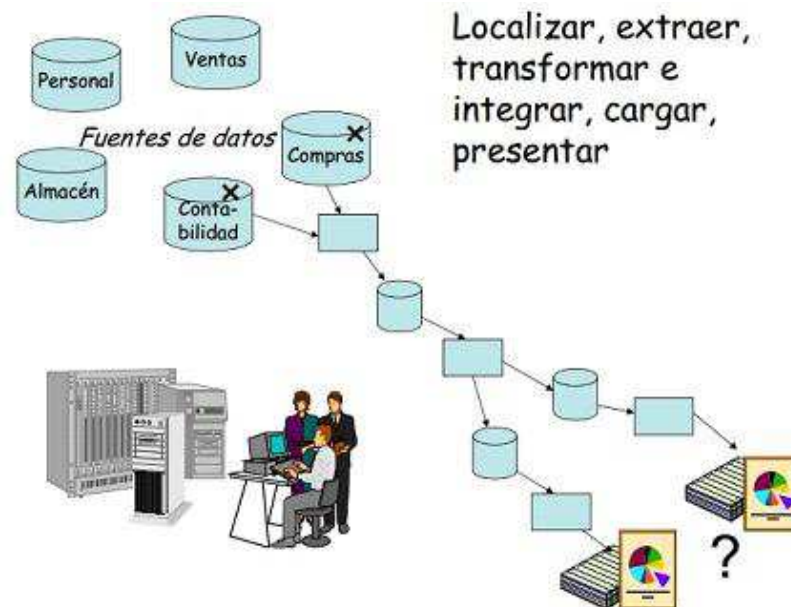 Localizar, extraer,
transformar e
integrar, cargar,
presentar
Personal
Ventas
Fuentes de datos
Compras
Almacén
Conta-
bilidad
?